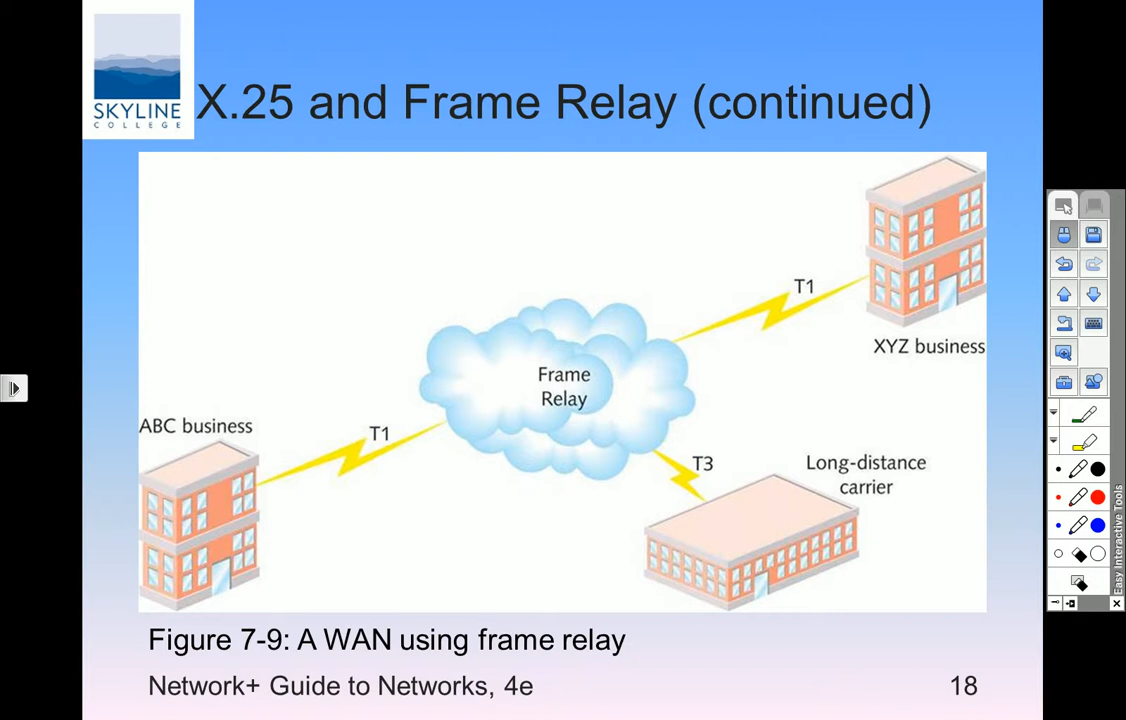 SKYLINE
COLLEGE
X.25 and Frame Relay (continued)
T1
XYZ business
Frame
Relay
ABC business
T1
T3
Long-distance
carrier
Figure 7-9: A WAN using frame relay
Network+ Guide to Networks, 4e
18
Easy Interactive Tools